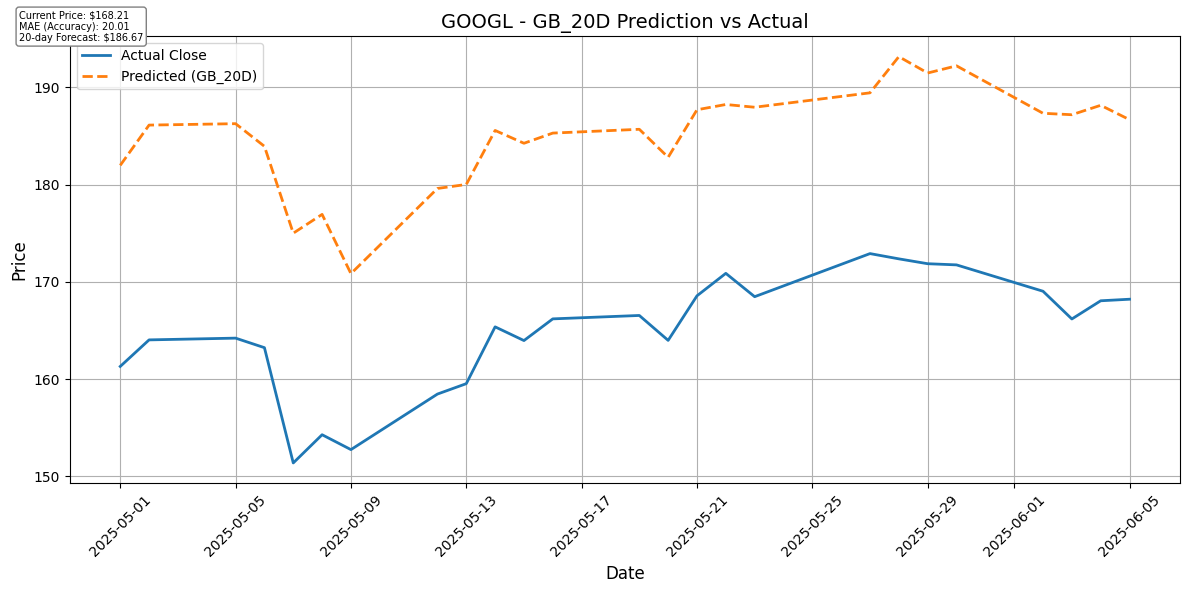 GOOGL - GB_20D Prediction vs Actual
Current Price: $168.21
MAE (Accuracy): 20.01
20-day Forecast: $186.67
Actual Close
Predicted (GB_20D)
Price
190
180
170
160
150
2025-05-01
2025-05-05
2025-05-09
2025-05-13
2025-05-17
2025-05-21
2025-05-25
2025-05-29
2025-06-01
2025-06-05
Date